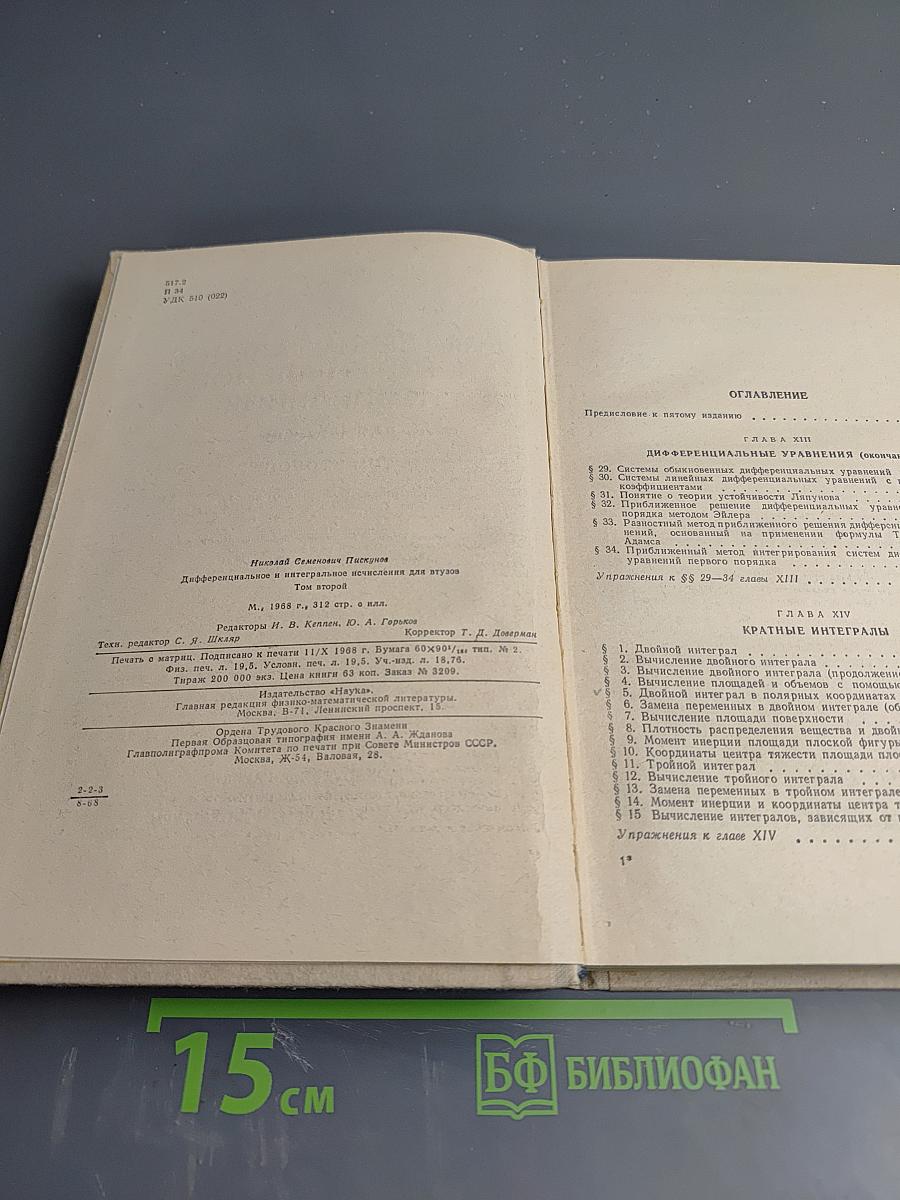 517.2
П 34
УДК 510 (022)
Николай Семенович Пискунов
Дифференциальное и интегральное исчисления для втузов
Том второй
М., 1968 г., 312 стр. с илл.
Редакторы И. В. Кеппен, Ю. А. Горьков
Техн. редактор С. Я. Шкляр Корректор Т. Д. Доверман
Печать с матриц. Подписано к печати 11/X 1968 г. Бумага 60×90¹/₁₆, тип. № 2.
Физ. печ. л. 19,5. Условн. печ. л. 19,5. Уч.-изд. л. 18,76.
Тираж 200 000 экз. Цена книги 63 коп. Заказ № 3209.
Издательство «Наука».
Главная редакция физико-математической литературы.
Москва, В-71, Ленинский проспект, 15.
Ордена Трудового Красного Знамени
Первая Образцовая типография имени А. А. Жданова
Главполиграфпрома Комитета по печати при Совете Министров СССР.
Москва, Ж-54, Валовая, 28.
2-2-3
8-68
ОГЛАВЛЕНИЕ
Предисловие к пятому изданию
ГЛАВА XIII
ДИФФЕРЕНЦИАЛЬНЫЕ УРАВНЕНИЯ (окончан
§ 29. Системы обыкновенных дифференциальных уравнений
§ 30. Системы линейных дифференциальных уравнений с
коэффициентами
§ 31. Понятие о теории устойчивости Ляпунова
§ 32. Приближенное решение дифференциальных уравне
порядка методом Эйлера
§ 33. Разностный метод приближенного решения дифференц
нений, основанный на применении формулы Т
Адамса
§ 34. Приближенный метод интегрирования систем ди
уравнений первого порядка
Упражнения к §§ 29—34 главы XIII
ГЛАВА XIV
КРАТНЫЕ ИНТЕГРАЛЫ
§ 1. Двойной интеграл
§ 2. Вычисление двойного интеграла
§ 3. Вычисление двойного интеграла (продолжение
§ 4. Вычисление площадей и объемов с помощью
§ 5. Двойной интеграл в полярных координатах
§ 6. Замена переменных в двойном интеграле (об
§ 7. Вычисление площади поверхности
§ 8. Плотность распределения вещества и двойн
§ 9. Момент инерции площади плоской фигуры
§ 10. Координаты центра тяжести площади пло
§ 11. Тройной интеграл
§ 12. Вычисление тройного интеграла
§ 13. Замена переменных в тройном интеграле
§ 14. Момент инерции и координаты центра т
§ 15 Вычисление интегралов, зависящих от
Упражнения к главе XIV
1*
15 см
БФ БИБЛИОФАН